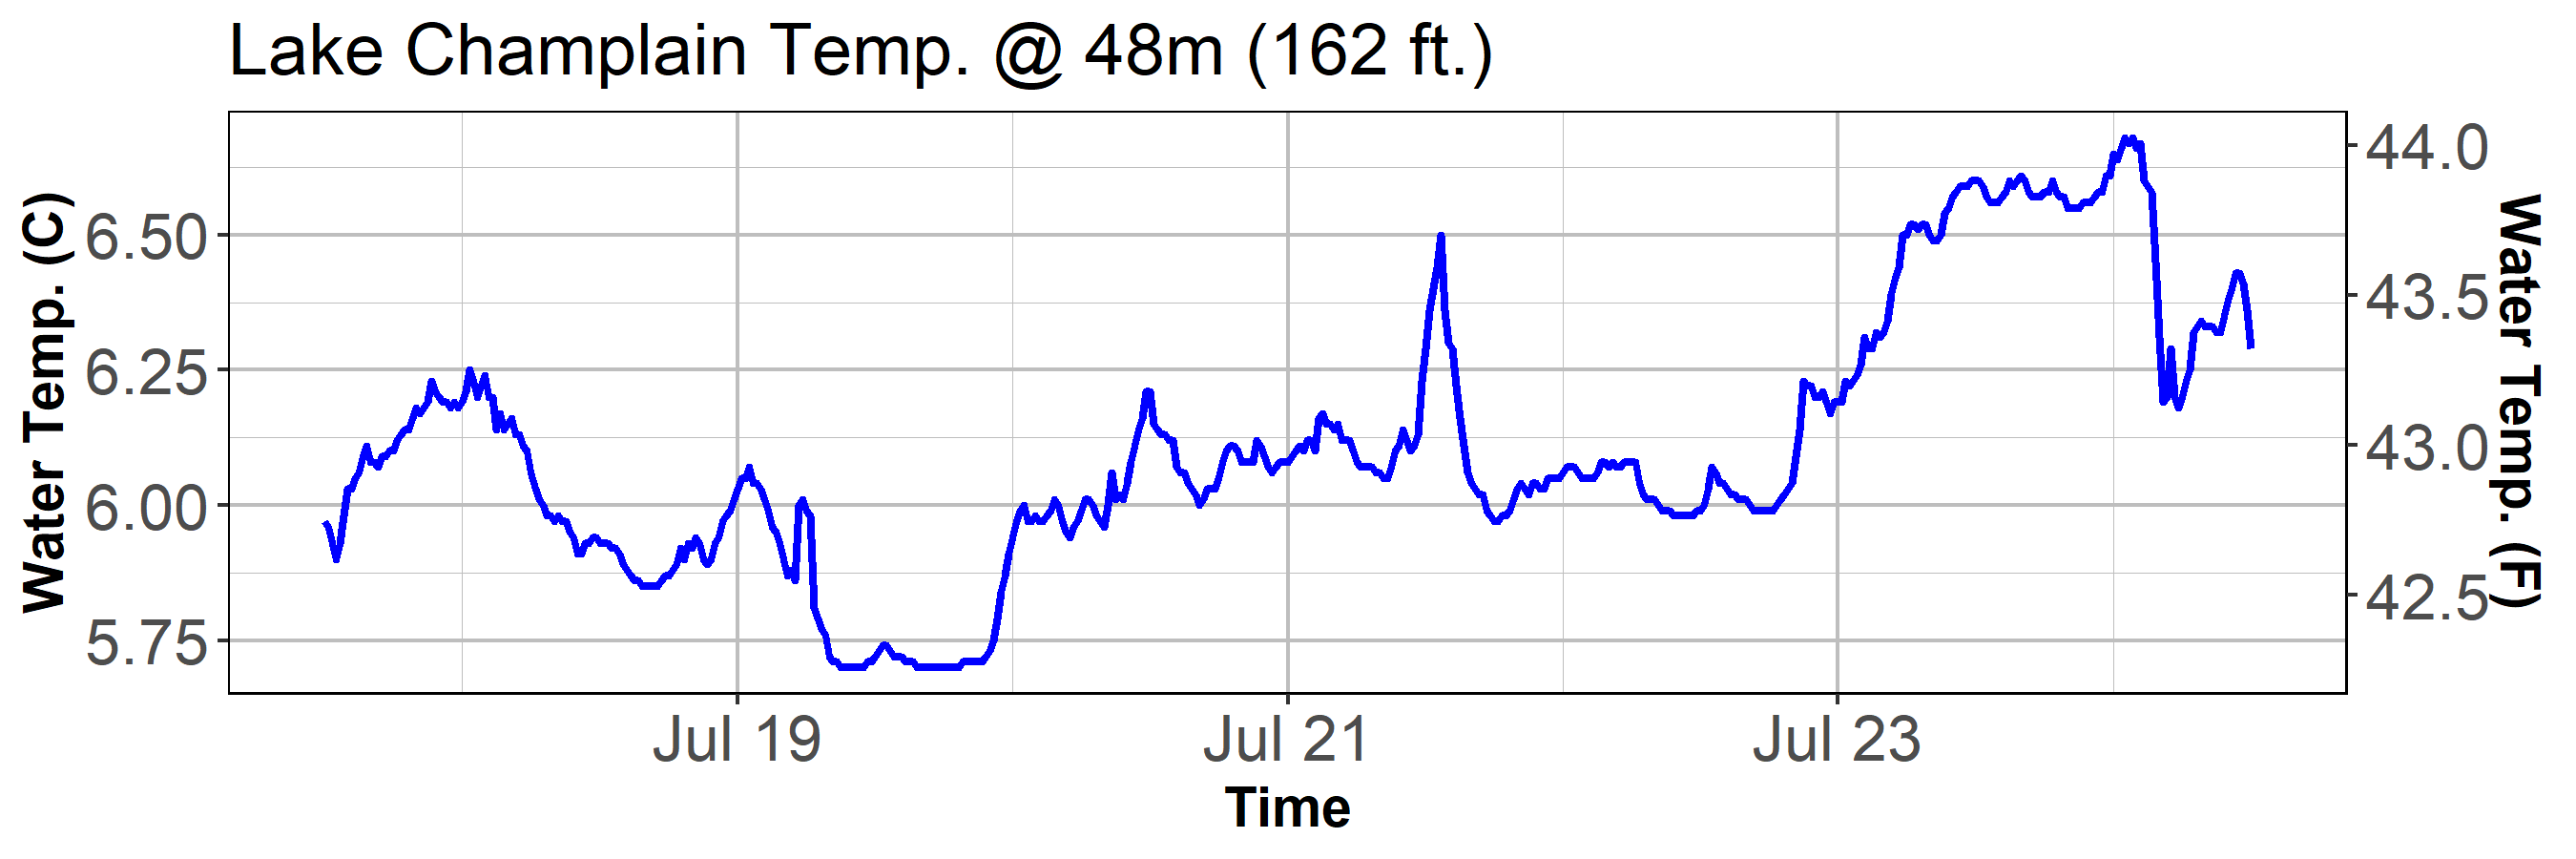 Lake Champlain Temp. @ 48m (162 ft.)
Water Temp. (C)
6.50
6.25
6.00
5.75
44.0
43.5
43.0
42.5
Water Temp. (F)
Jul 19 Jul 21 Jul 23
Time